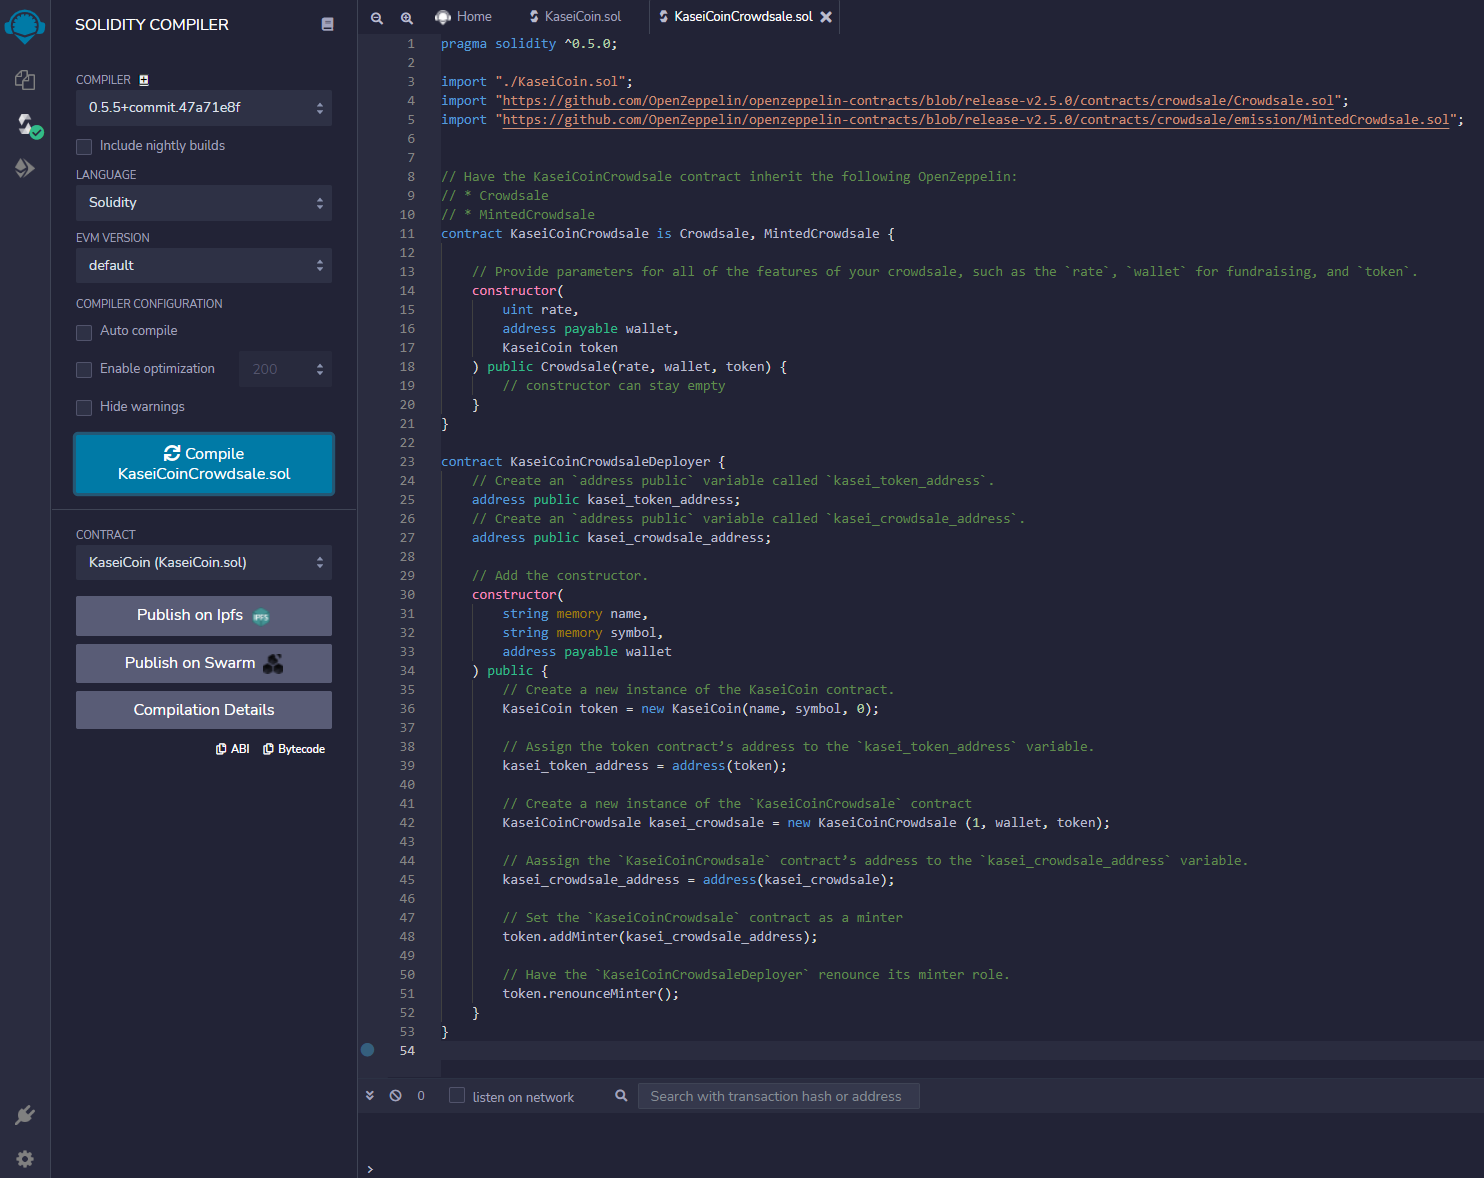 SOLIDITY COMPILER
COMPILER
0.5.5+commit.47a71e8f
Include nightly builds
LANGUAGE
Solidity
EVM VERSION
default
COMPILER CONFIGURATION
Auto compile
Enable optimization 200
Hide warnings
Compile
KaseiCoinCrowdsale.sol
CONTRACT
KaseiCoin (KaseiCoin.sol)
Publish on Ipfs IPFS
Publish on Swarm
Compilation Details
ABI Bytecode
Home KaseiCoin.sol KaseiCoinCrowdsale.sol
1 pragma solidity ^0.5.0;
2
3 import "./KaseiCoin.sol";
4 import "https://github.com/OpenZeppelin/openzeppelin-contracts/blob/release-v2.5.0/contracts/crowdsale/Crowdsale.sol";
5 import "https://github.com/OpenZeppelin/openzeppelin-contracts/blob/release-v2.5.0/contracts/crowdsale/emission/MintedCrowdsale.sol";
6
7
8 // Have the KaseiCoinCrowdsale contract inherit the following OpenZeppelin:
9 // * Crowdsale
10 // * MintedCrowdsale
11 contract KaseiCoinCrowdsale is Crowdsale, MintedCrowdsale {
12
13 // Provide parameters for all of the features of your crowdsale, such as the `rate`, `wallet` for fundraising, and `token`.
14 constructor(
15 uint rate,
16 address payable wallet,
17 KaseiCoin token
18 ) public Crowdsale(rate, wallet, token) {
19 // constructor can stay empty
20 }
21 }
22
23 contract KaseiCoinCrowdsaleDeployer {
24 // Create an `address public` variable called `kasei_token_address`.
25 address public kasei_token_address;
26 // Create an `address public` variable called `kasei_crowdsale_address`.
27 address public kasei_crowdsale_address;
28
29 // Add the constructor.
30 constructor(
31 string memory name,
32 string memory symbol,
33 address payable wallet
34 ) public {
35 // Create a new instance of the KaseiCoin contract.
36 KaseiCoin token = new KaseiCoin(name, symbol, 0);
37
38 // Assign the token contract’s address to the `kasei_token_address` variable.
39 kasei_token_address = address(token);
40
41 // Create a new instance of the `KaseiCoinCrowdsale` contract
42 KaseiCoinCrowdsale kasei_crowdsale = new KaseiCoinCrowdsale (1, wallet, token);
43
44 // Aassign the `KaseiCoinCrowdsale` contract’s address to the `kasei_crowdsale_address` variable.
45 kasei_crowdsale_address = address(kasei_crowdsale);
46
47 // Set the `KaseiCoinCrowdsale` contract as a minter
48 token.addMinter(kasei_crowdsale_address);
49
50 // Have the `KaseiCoinCrowdsaleDeployer` renounce its minter role.
51 token.renounceMinter();
52 }
53 }
54
0 listen on network Search with transaction hash or address
>